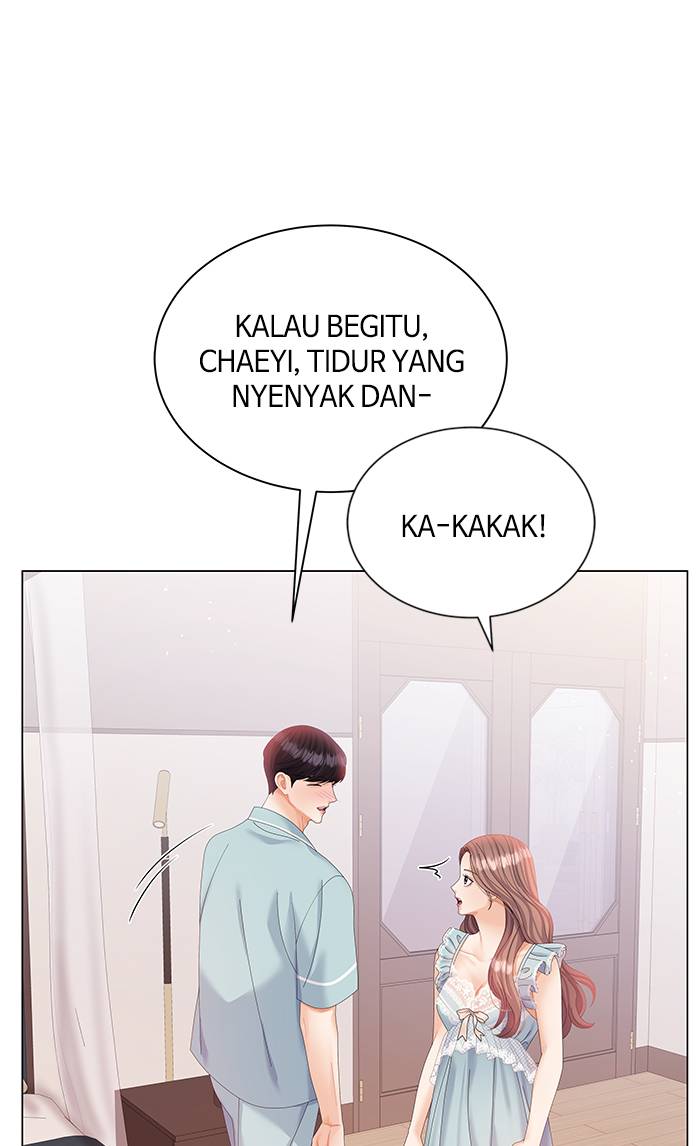 KALAU BEGITU,
CHAEYI, TIDUR YANG
NYENYAK DAN-
KA-KAKAK!